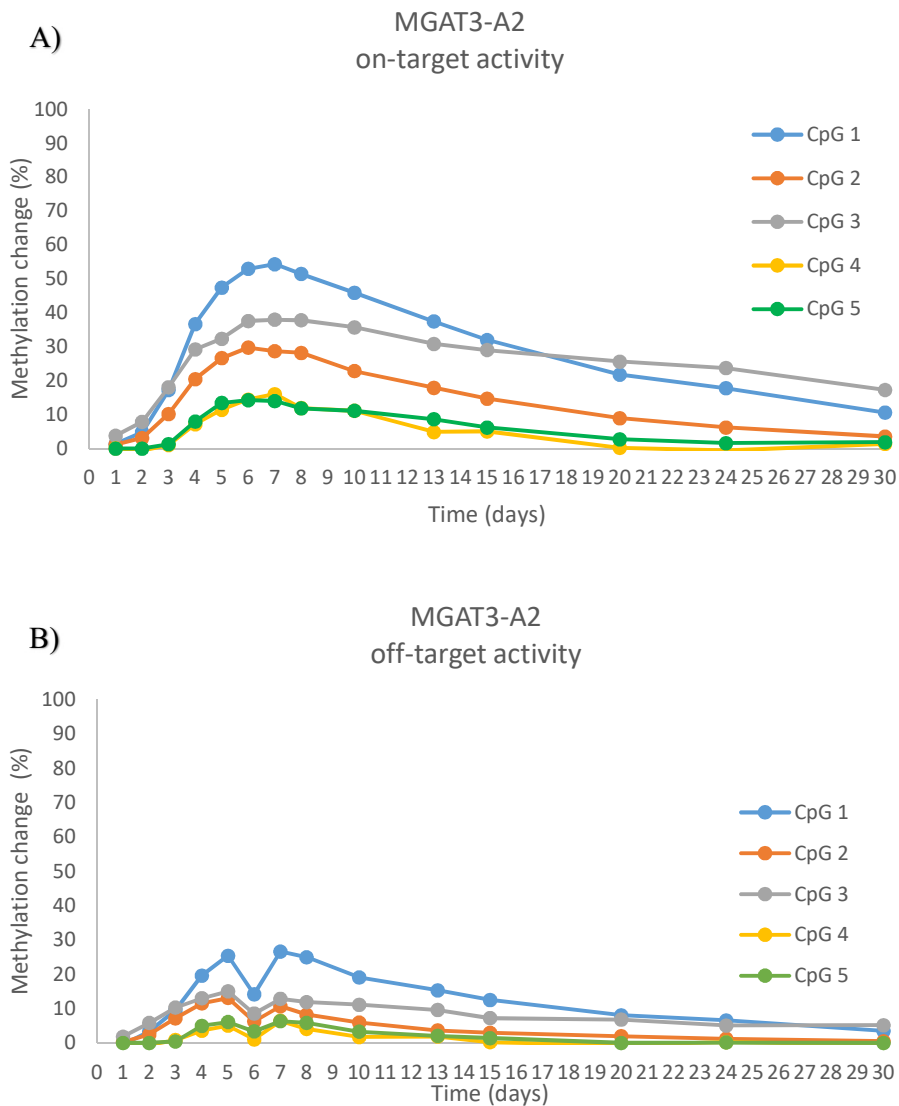 A)
MGAT3-A2
on-target activity
100
90
80
70
60
50
40
30
20
10
0
Methylation change (%)
CpG 1
CpG 2
CpG 3
CpG 4
CpG 5
0 1 2 3 4 5 6 7 8 9 10 11 12 13 14 15 16 17 18 19 20 21 22 23 24 25 26 27 28 29 30
Time (days)
B)
MGAT3-A2
off-target activity
100
90
80
70
60
50
40
30
20
10
0
Methylation change (%)
CpG 1
CpG 2
CpG 3
CpG 4
CpG 5
0 1 2 3 4 5 6 7 8 9 10 11 12 13 14 15 16 17 18 19 20 21 22 23 24 25 26 27 28 29 30
Time (days)